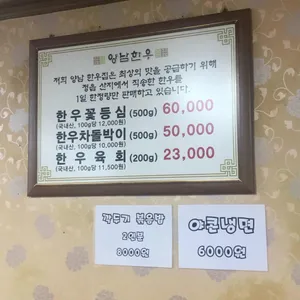 양남한우
저희 양남 한우집은 최상의 맛을 공급하기 위해
정읍 산지에서 직송한 한우를
1일 한정량만 판매하고 있습니다.
한우꽃등심 (500g) 60,000
(국내산, 100g당 12,000원)
한우차돌박이 (500g) 50,000
(국내산, 100g당 10,000원)
한 우 육 회 (200g) 23,000
(국내산, 100g당 11,500원)
깍두기 볶음밥
2인분
8000원
야콘냉면
6000원